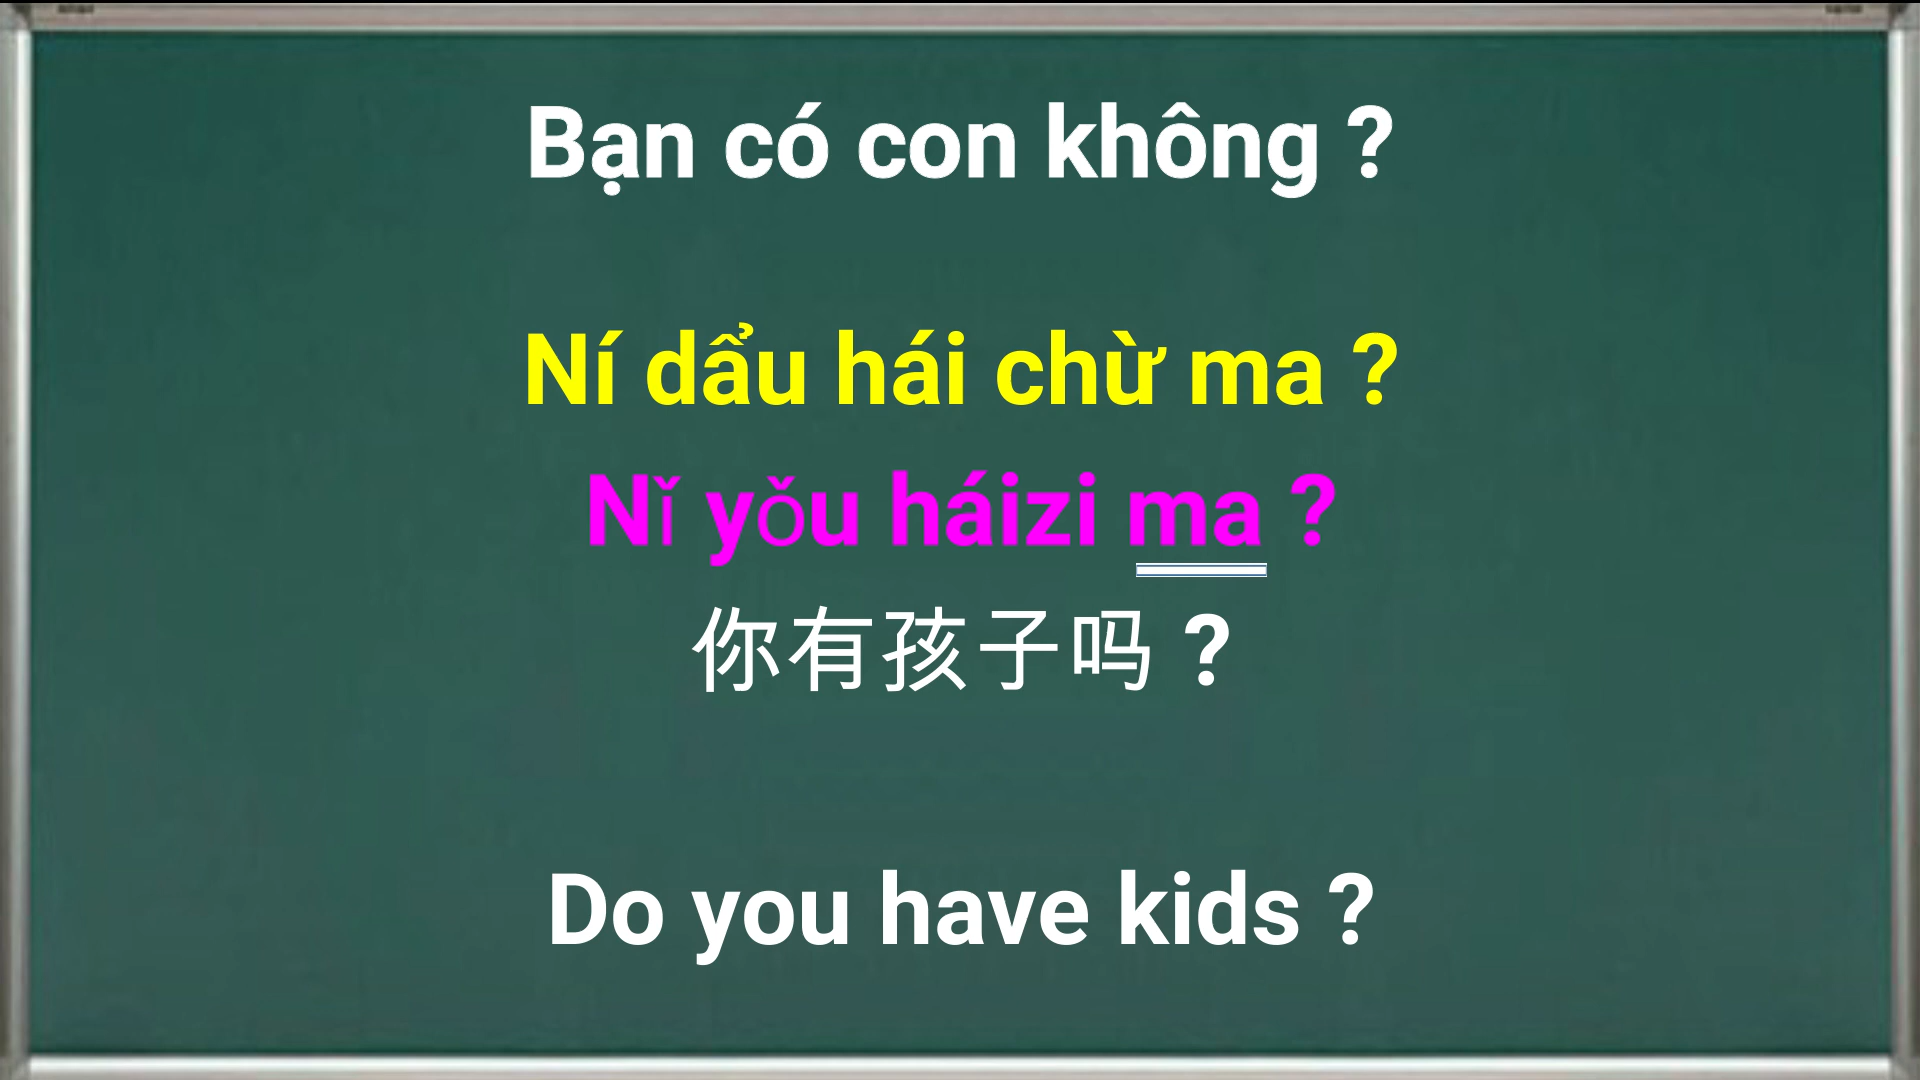 Bạn có con không ?
Ní dẩu hái chừ ma ?
Nǐ yǒu háizi ma ?
你有孩子吗 ?
Do you have kids ?